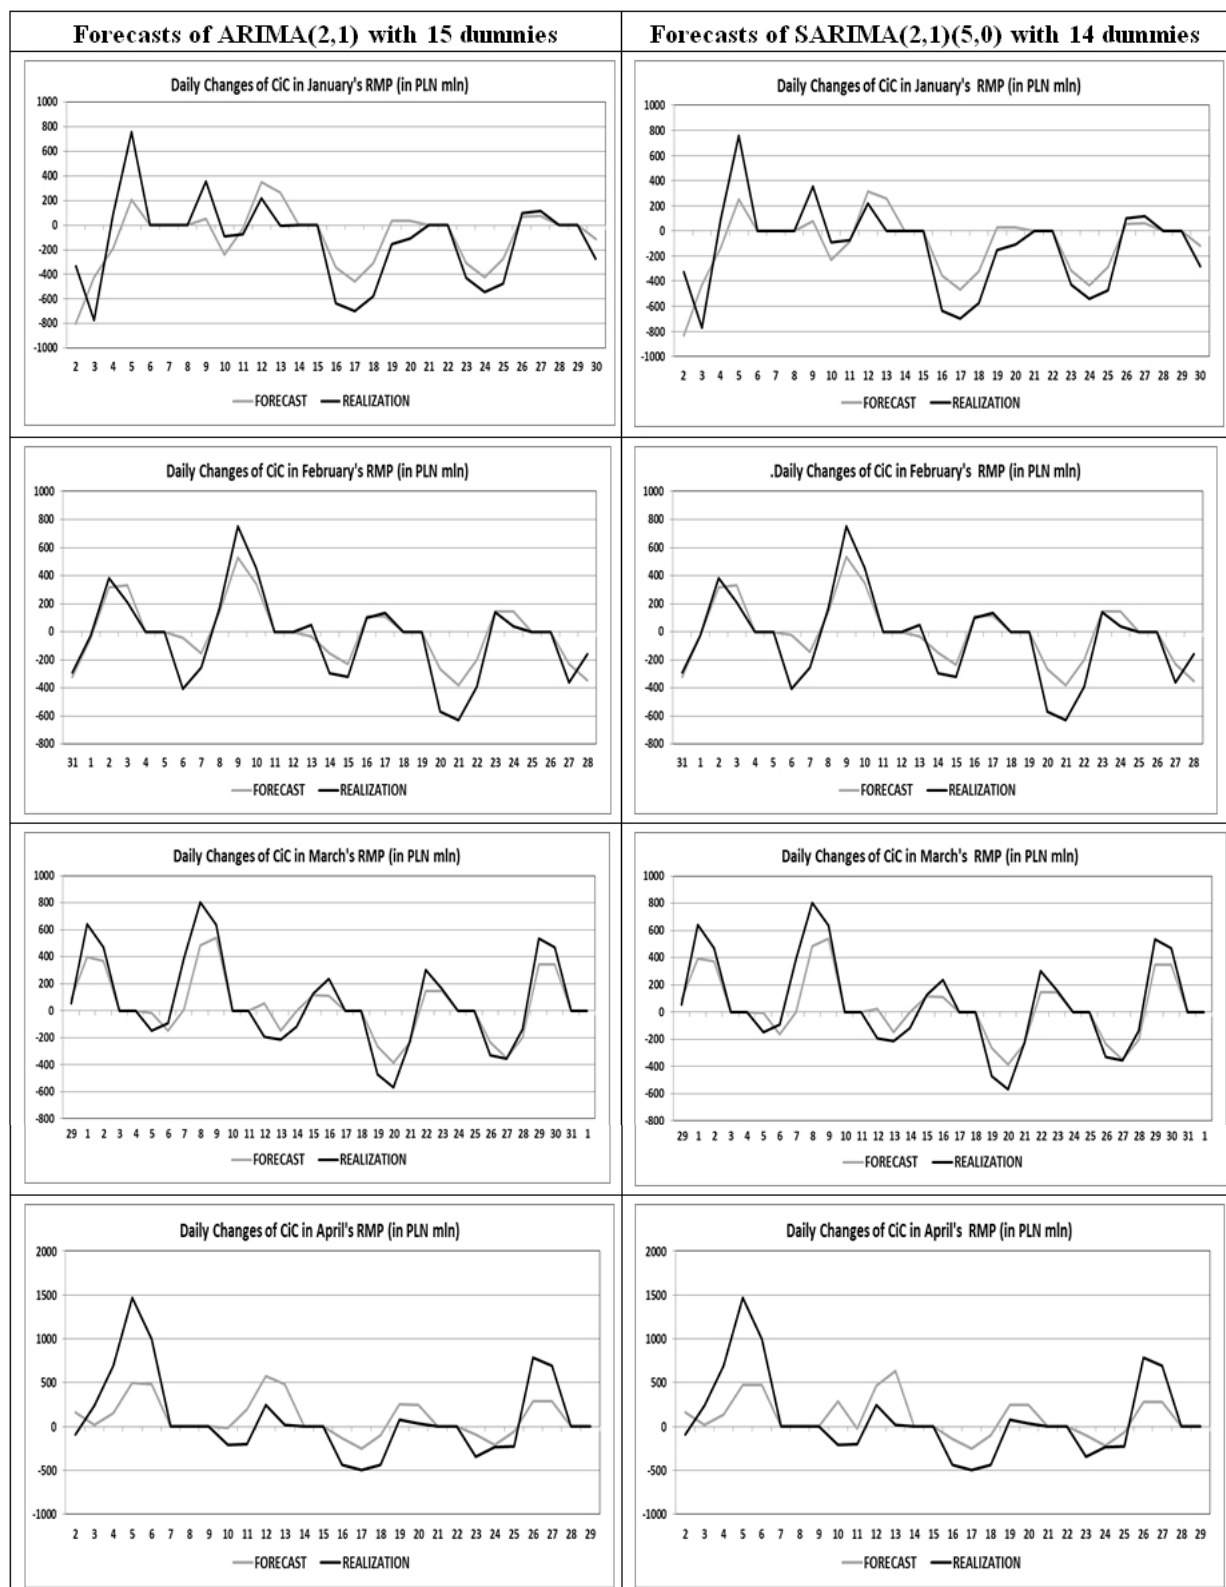 Forecasts of ARIMA(2,1) with 15 dummies
Forecasts of SARIMA(2,1)(5,0) with 14 dummies
Daily Changes of CiC in January's RMP (in PLN mln)
1000
800
600
400
200
0
-200
-400
-600
-800
-1000
2 3 4 5 6 7 8 9 10 11 12 13 14 15 16 17 18 19 20 21 22 23 24 25 26 27 28 29 30
FORECAST REALIZATION
Daily Changes of CiC in January's RMP (in PLN mln)
1000
800
600
400
200
0
-200
-400
-600
-800
-1000
2 3 4 5 6 7 8 9 10 11 12 13 14 15 16 17 18 19 20 21 22 23 24 25 26 27 28 29 30
FORECAST REALIZATION
Daily Changes of CiC in February's RMP (in PLN mln)
1000
800
600
400
200
0
-200
-400
-600
-800
31 1 2 3 4 5 6 7 8 9 10 11 12 13 14 15 16 17 18 19 20 21 22 23 24 25 26 27 28
FORECAST REALIZATION
.Daily Changes of CiC in February's RMP (in PLN mln)
1000
800
600
400
200
0
-200
-400
-600
-800
31 1 2 3 4 5 6 7 8 9 10 11 12 13 14 15 16 17 18 19 20 21 22 23 24 25 26 27 28
FORECAST REALIZATION
Daily Changes of CiC in March's RMP (in PLN mln)
1000
800
600
400
200
0
-200
-400
-600
-800
29 1 2 3 4 5 6 7 8 9 10 11 12 13 14 15 16 17 18 19 20 21 22 23 24 25 26 27 28 29 30 31 1
FORECAST REALIZATION
Daily Changes of CiC in March's RMP (in PLN mln)
1000
800
600
400
200
0
-200
-400
-600
-800
29 1 2 3 4 5 6 7 8 9 10 11 12 13 14 15 16 17 18 19 20 21 22 23 24 25 26 27 28 29 30 31 1
FORECAST REALIZATION
Daily Changes of CiC in April's RMP (in PLN mln)
2000
1500
1000
500
0
-500
-1000
2 3 4 5 6 7 8 9 10 11 12 13 14 15 16 17 18 19 20 21 22 23 24 25 26 27 28 29
FORECAST REALIZATION
Daily Changes of CiC in April's RMP (in PLN mln)
2000
1500
1000
500
0
-500
-1000
2 3 4 5 6 7 8 9 10 11 12 13 14 15 16 17 18 19 20 21 22 23 24 25 26 27 28 29
FORECAST REALIZATION